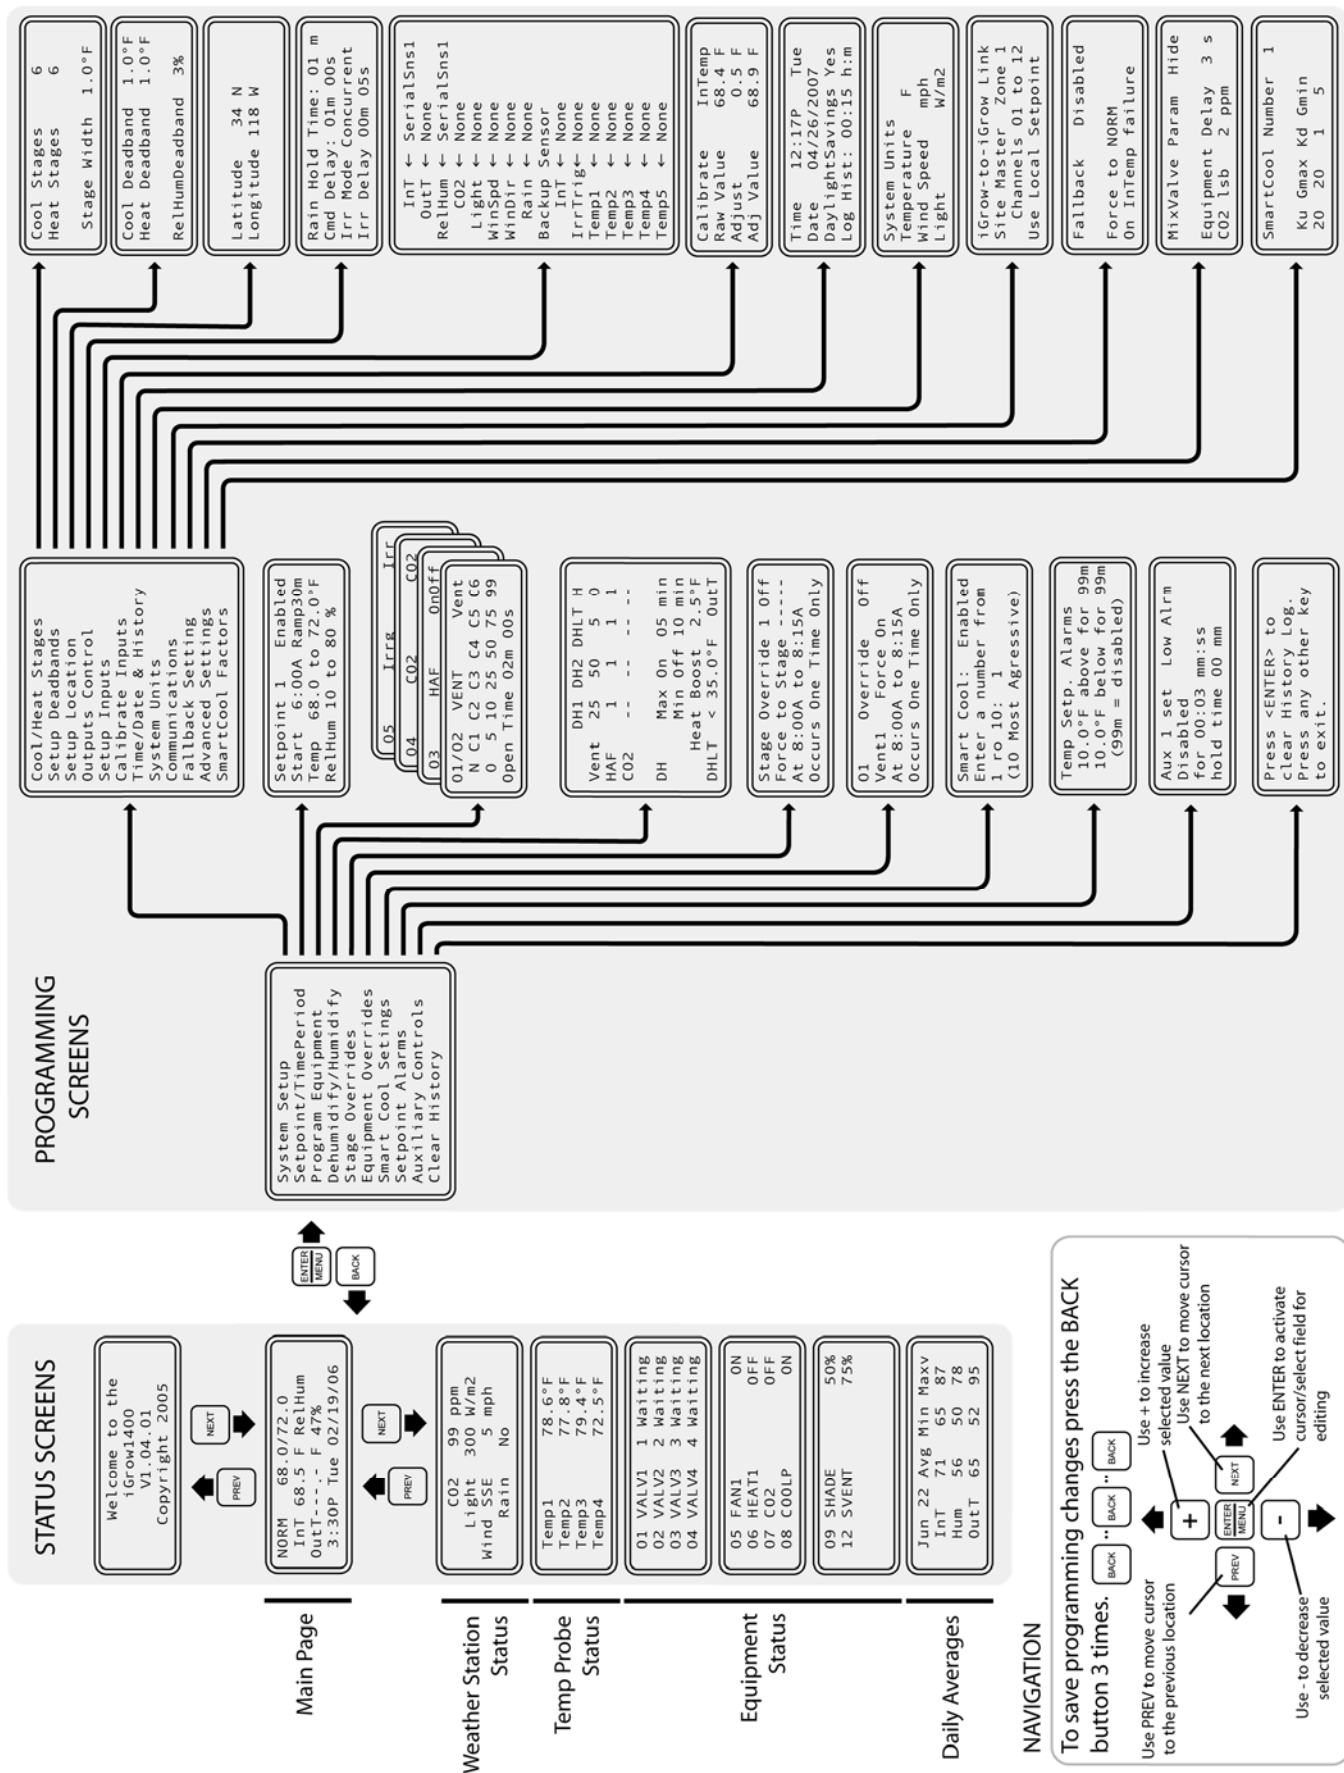 STATUS SCREENS
Welcome to the
iGrow1400
V1.04.01
Copyright 2005
PREV
NEXT
Main Page
NORM 68.0/72.0
InT 68.5 F RelHum
OutT---.- F 47%
3:30P Tue 02/19/06
PREV
NEXT
ENTER
MENU
BACK
Weather Station
Status
CO2 99 ppm
Light 300 W/m2
Wind SSE 5 mph
Rain No
Temp Probe
Status
Temp1 78.6°F
Temp2 77.8°F
Temp3 79.4°F
Temp4 72.5°F
Equipment
Status
01 VALV1 1 Waiting
02 VALV2 2 Waiting
03 VALV3 3 Waiting
04 VALV4 4 Waiting
05 FAN1 ON
06 HEAT1 OFF
07 CO2 OFF
08 COOLP ON
09 SHADE 50%
12 SVENT 75%
Daily Averages
Jun 22 Avg Min Maxv
InT 71 65 87
Hum 56 50 78
OutT 65 52 95
NAVIGATION
To save programming changes press the BACK
button 3 times. BACK .. BACK .. BACK
Use PREV to move cursor
to the previous location
Use + to increase
selected value
Use NEXT to move cursor
to the next location
+
PREV
ENTER
MENU
NEXT
-
Use - to decrease
selected value
Use ENTER to activate
cursor/select field for
editing
PROGRAMMING
SCREENS
System Setup
Setpoint/TimePeriod
Program Equipment
Dehumidify/Humidify
Stage Overrides
Equipment Overrides
Smart Cool Setings
Setpoint Alarms
Auxiliary Controls
Clear History
Cool/Heat Stages
Setup Deadbands
Setup Location
Outputs Control
Setup Inputs
Calibrate Inputs
Time/Date & History
System Units
Communications
Fallback Setting
Advanced Settings
SmartCool Factors
Setpoint 1 Enabled
Start 6:00A Ramp30m
Temp 68.0 to 72.0°F
RelHum 10 to 80 %
05 Irrg Irr
04 CO2 CO2
03 HAF OnOff
01/02 VENT Vent
N C1 C2 C3 C4 C5 C6
0 5 10 25 50 75 99
Open Time 02m 00s
DH1 DH2 DHLT H
Vent 25 50 5 0
HAF 1 1 1 1
CO2 -- -- -- --
DH Max On 05 min
Min Off 10 min
Heat Boost 2.5°F
DHLT < 35.0°F OutT
Stage Override 1 Off
Force to Stage -----
At 8:00A to 8:15A
Occurs One Time Only
01 Override Off
Vent1 Force On
At 8:00A to 8:15A
Occurs One Time Only
Smart Cool: Enabled
Enter a number from
1 ro 10: 1
(10 Most Agressive)
Temp Setp. Alarms
10.0°F above for 99m
10.0°F below for 99m
(99m = disabled)
Aux 1 set Low Alrm
Disabled
for 00:03 mm:ss
hold time 00 mm
Press <ENTER> to
clear History Log.
Press any other key
to exit.
Cool Stages 6
Heat Stages 6
Stage Width 1.0°F
Cool Deadband 1.0°F
Heat Deadband 1.0°F
RelHumDeadband 3%
Latitude 34 N
Longitude 118 W
Rain Hold Time: 01 m
Cmd Delay: 01m 00s
Irr Mode Concurrent
Irr Delay 00m 05s
InT ← SerialSns1
OutT ← None
RelHum ← SerialSns1
CO2 ← None
Light ← None
WinSpd ← None
WinDir ← None
Rain ← None
Backup Sensor
InT ← None
IrrTrig← None
Temp1 ← None
Temp2 ← None
Temp3 ← None
Temp4 ← None
Temp5 ← None
Calibrate InTemp
Raw Value 68.4 F
Adjust 0.5 F
Adj Value 68.9 F
Time 12:17P Tue
Date 04/26/2007
DaylightSavings Yes
Log Hist: 00:15 h:m
System Units
Temperature F
Wind Speed mph
Light W/m2
iGrow-to-iGrow Link
Site Master Zone 1
Channels 01 to 12
Use Local Setpoint
Fallback Disabled
Force to NORM
On InTemp failure
MixValve Param Hide
Equipment Delay 3 s
CO2 lsb 2 ppm
SmartCool Number 1
Ku Gmax Kd Gmin
20 20 1 5